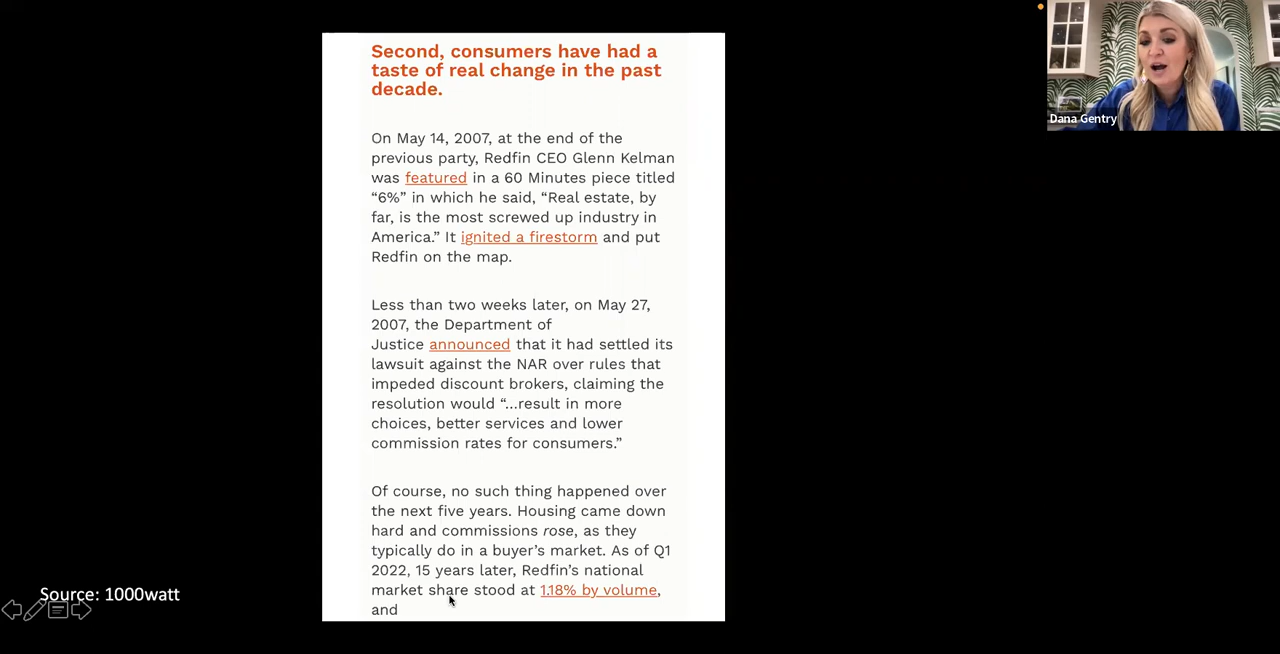 Second, consumers have had a
taste of real change in the past
decade.
On May 14, 2007, at the end of the
previous party, Redfin CEO Glenn Kelman
was featured in a 60 Minutes piece titled
“6%” in which he said, “Real estate, by
far, is the most screwed up industry in
America.” It ignited a firestorm and put
Redfin on the map.
Less than two weeks later, on May 27,
2007, the Department of
Justice announced that it had settled its
lawsuit against the NAR over rules that
impeded discount brokers, claiming the
resolution would “…result in more
choices, better services and lower
commission rates for consumers.”
Of course, no such thing happened over
the next five years. Housing came down
hard and commissions rose, as they
typically do in a buyer’s market. As of Q1
2022, 15 years later, Redfin’s national
market share stood at 1.18% by volume,
and
Source: 1000watt
Dana Gentry